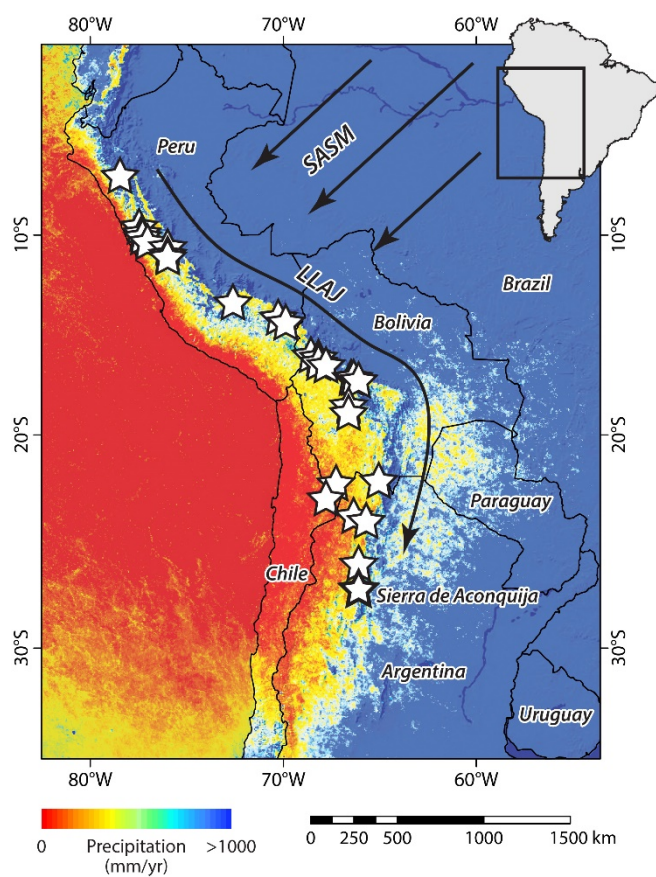 80°W 70°W 60°W
Peru
SASM
10°S 10°S
LLAJ
Brazil
Bolivia
20°S 20°S
Paraguay
Chile
Sierra de Aconquija
30°S 30°S
Argentina
Uruguay
80°W 70°W 60°W
0 Precipitation >1000
(mm/yr)
0 250 500 1000 1500 km